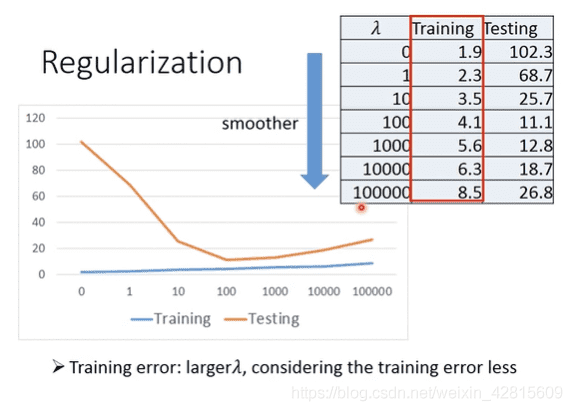 Regularization
smoother
λ Training Testing
0 1.9 102.3
1 2.3 68.7
10 3.5 25.7
100 4.1 11.1
1000 5.6 12.8
10000 6.3 18.7
100000 8.5 26.8
120
100
80
60
40
20
0
0 1 10 100 1000 10000 100000
Training Testing
➢ Training error: largerλ, considering the training error less
https://blog.csdn.net/weixin_42815609